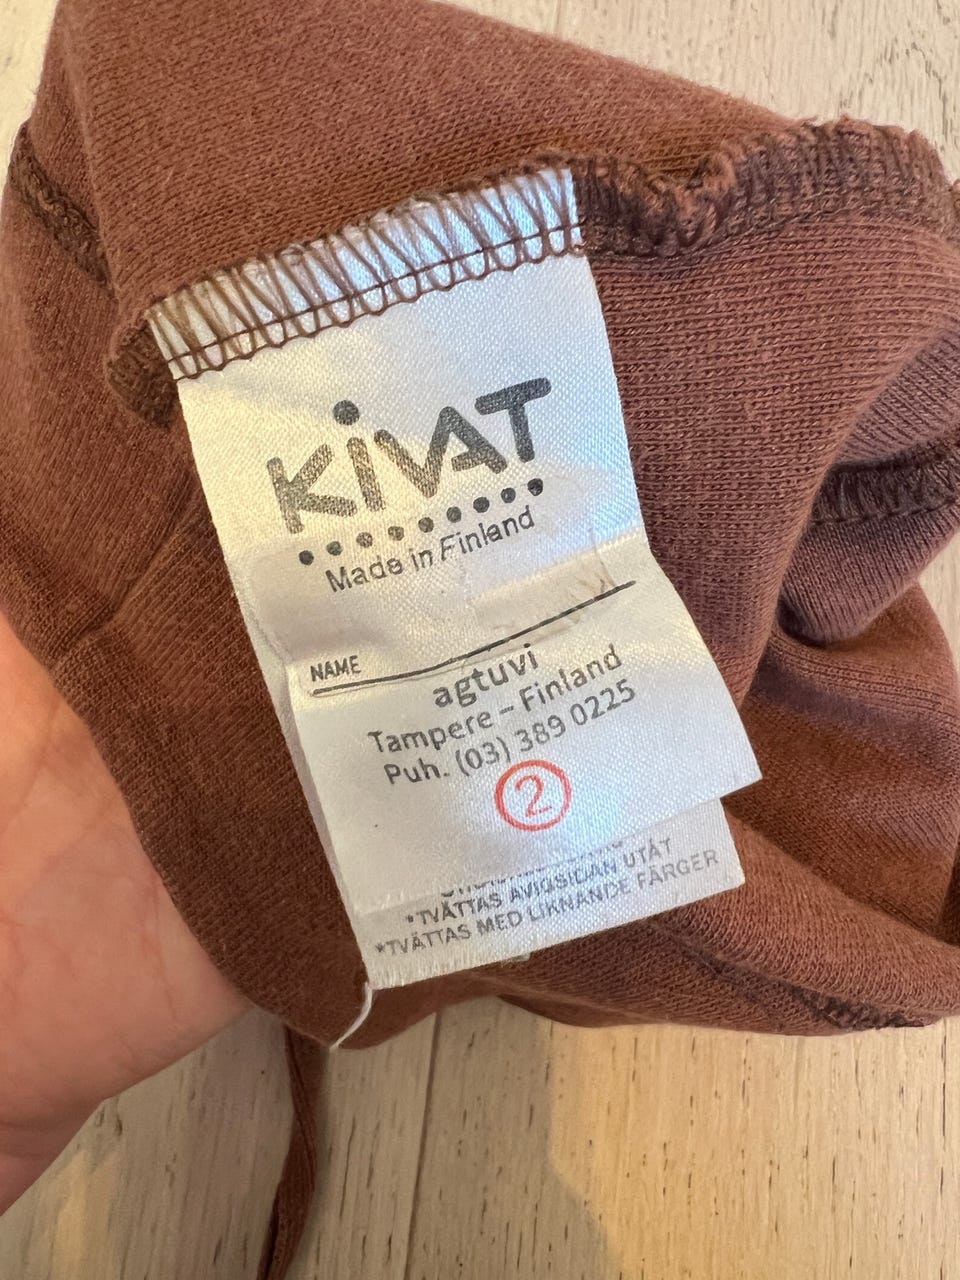 KiVAT
Made in Finland
NAME
agtuvi
Tampere - Finland
Puh. (03) 389 0225
2
*TVÄTTAS AVIGSIDAN UTÅT
*TVÄTTAS MED LIKNANDE FÄRGER